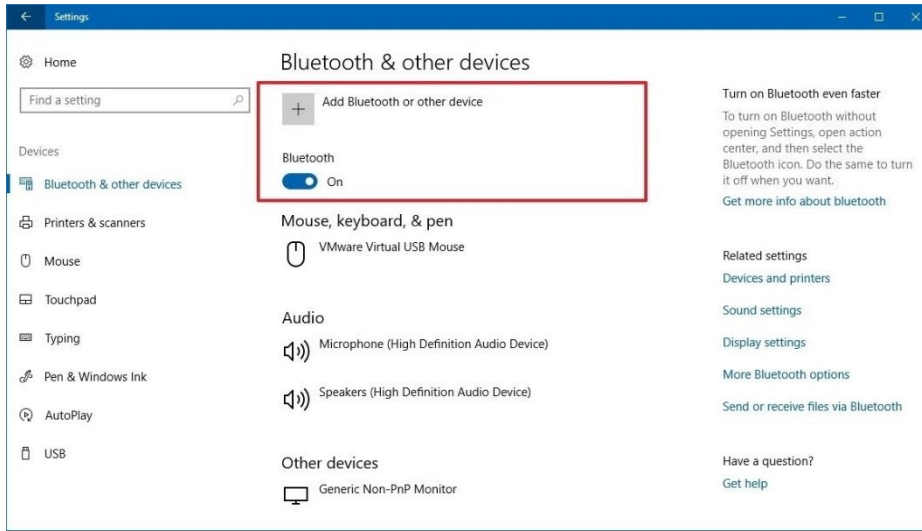 Settings
Home
Find a setting
Devices
Bluetooth & other devices
Printers & scanners
Mouse
Touchpad
Typing
Pen & Windows Ink
AutoPlay
USB
Bluetooth & other devices
Add Bluetooth or other device
Bluetooth
On
Mouse, keyboard, & pen
VMware Virtual USB Mouse
Audio
Microphone (High Definition Audio Device)
Speakers (High Definition Audio Device)
Other devices
Generic Non-PnP Monitor
Turn on Bluetooth even faster
To turn on Bluetooth without
opening Settings, open action
center, and then select the
Bluetooth icon. Do the same to turn
it off when you want.
Get more info about bluetooth
Related settings
Devices and printers
Sound settings
Display settings
More Bluetooth options
Send or receive files via Bluetooth
Have a question?
Get help